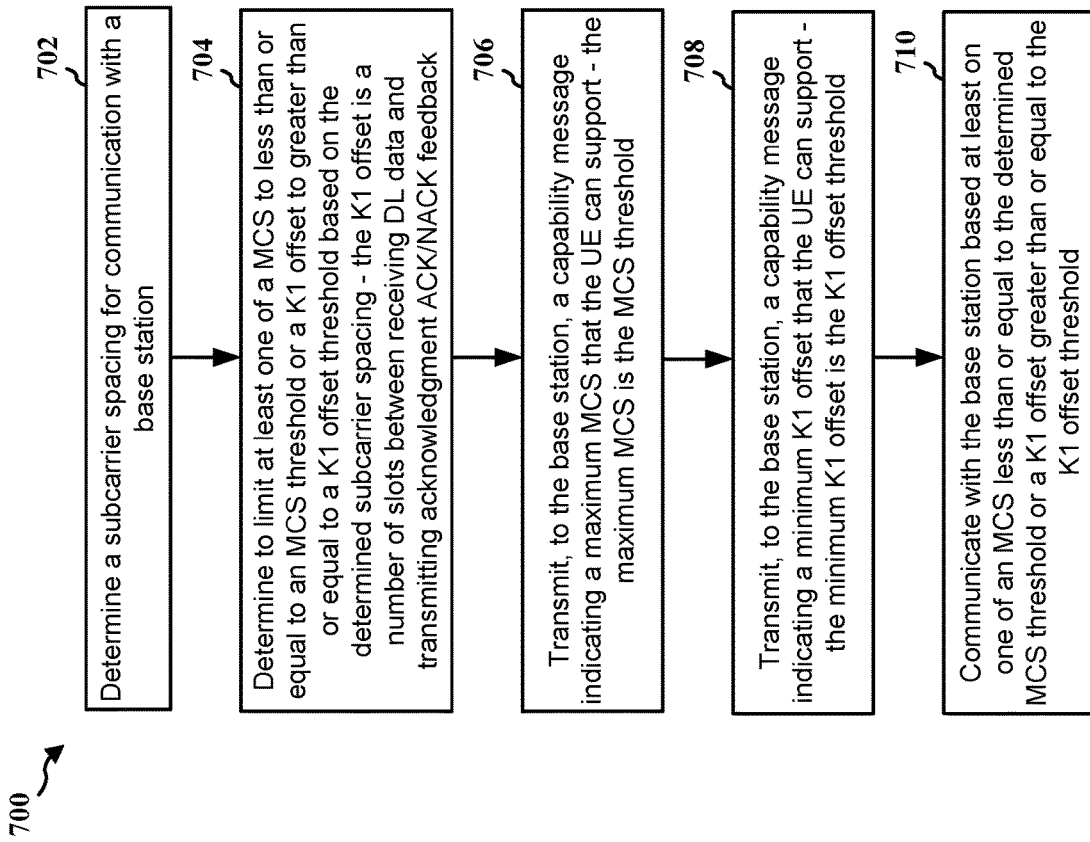 700
702
Determine a subcarrier spacing for communication with a
base station
704
Determine to limit at least one of a MCS to less than or
equal to an MCS threshold or a K1 offset to greater than
or equal to a K1 offset threshold based on the
determined subcarrier spacing - the K1 offset is a
number of slots between receiving DL data and
transmitting acknowledgment ACK/NACK feedback
706
Transmit, to the base station, a capability message
indicating a maximum MCS that the UE can support - the
maximum MCS is the MCS threshold
708
Transmit, to the base station, a capability message
indicating a minimum K1 offset that the UE can support -
the minimum K1 offset is the K1 offset threshold
710
Communicate with the base station based at least on
one of an MCS less than or equal to the determined
MCS threshold or a K1 offset greater than or equal to the
K1 offset threshold